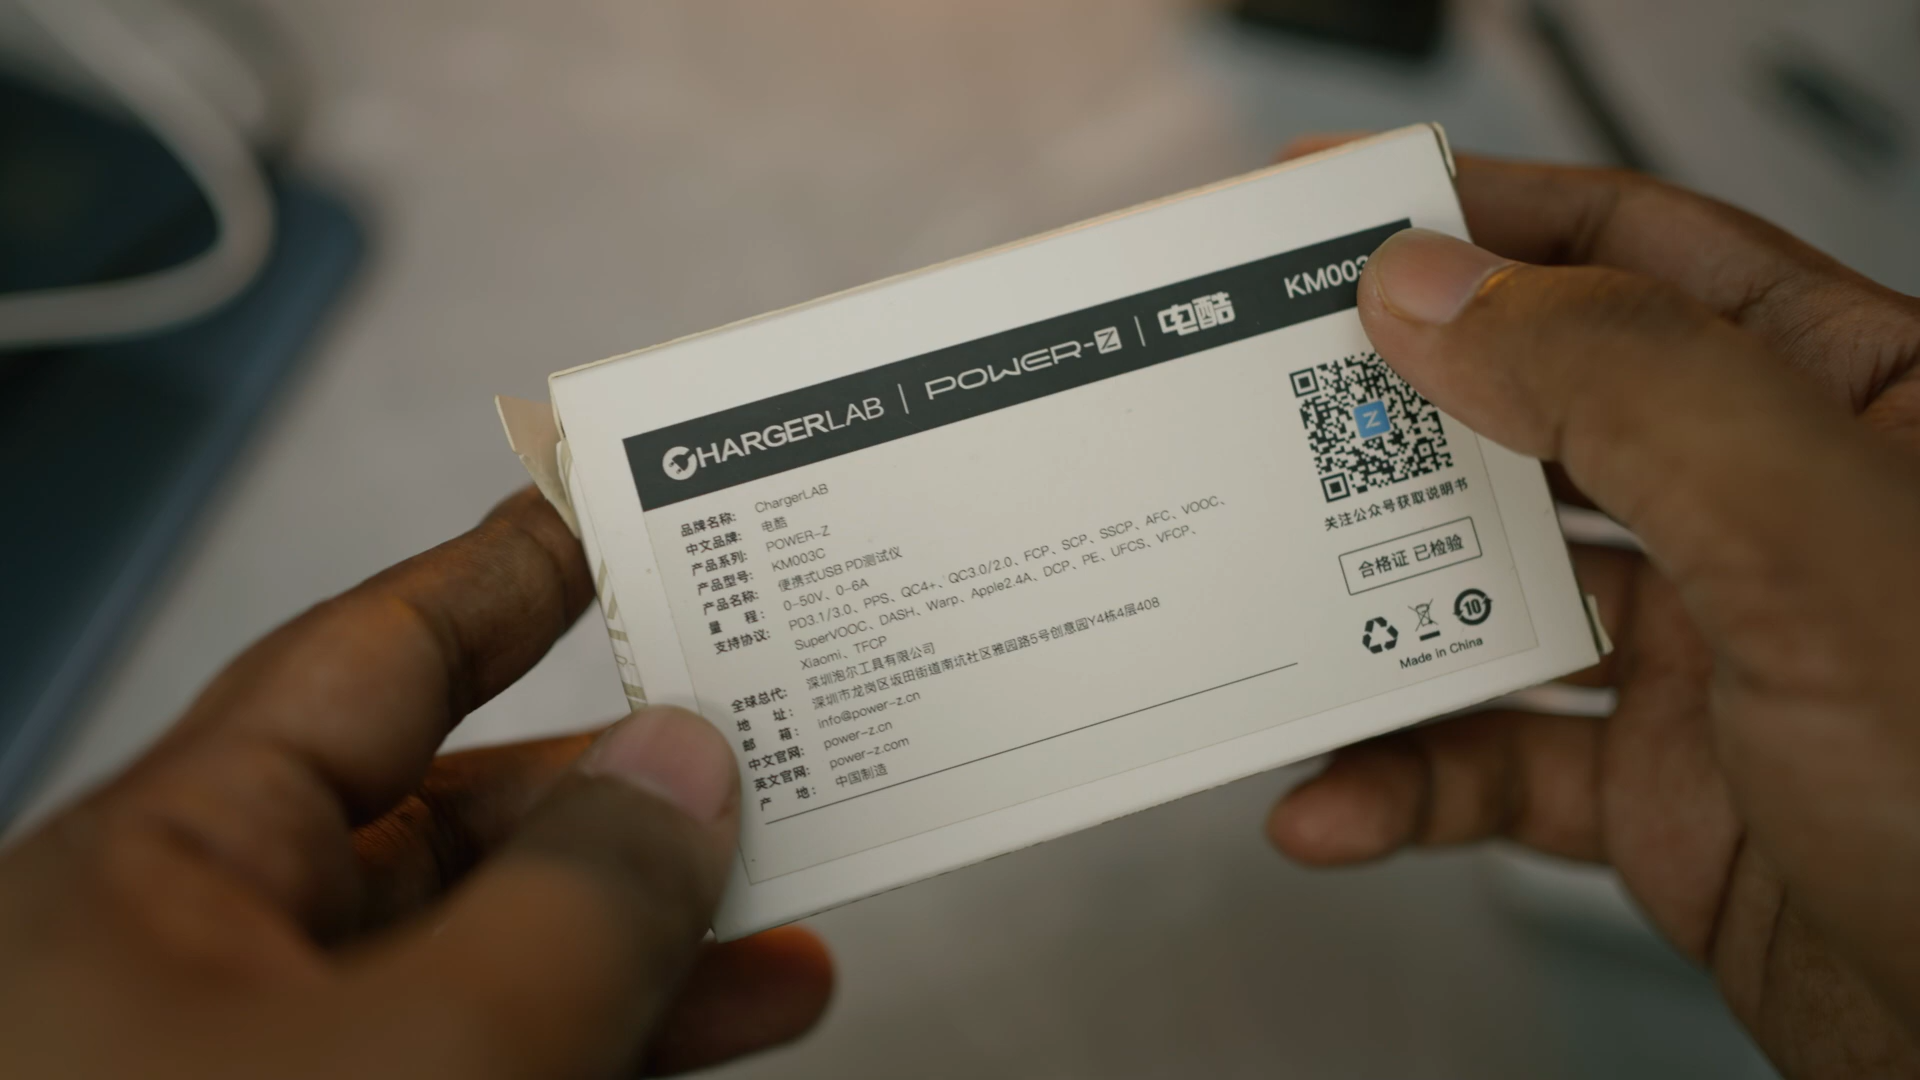 CHARGERLAB | POWER-Z | 电酷 KM003
品牌名称: ChargerLAB
中文品牌: 电酷
产品系列: POWER-Z
产品型号: KM003C
产品名称: 便携式USB PD测试仪
量 程: 0-50V、0-6A
支持协议: PD3.1/3.0、PPS、QC4+、QC3.0/2.0、FCP、SCP、SSCP、AFC、VOOC、
SuperVOOC、DASH、Warp、Apple2.4A、DCP、PE、UFCS、VFCP、
Xiaomi、TFCP
全球总代: 深圳泡尔工具有限公司
地 址: 深圳市龙岗区坂田街道南坑社区雅园路5号创意园Y4栋4层408
邮 箱: info@power-z.cn
中文官网: power-z.cn
英文官网: power-z.com
产 地: 中国制造
Z
关注公众号获取说明书
合格证 已检验
10
Made in China